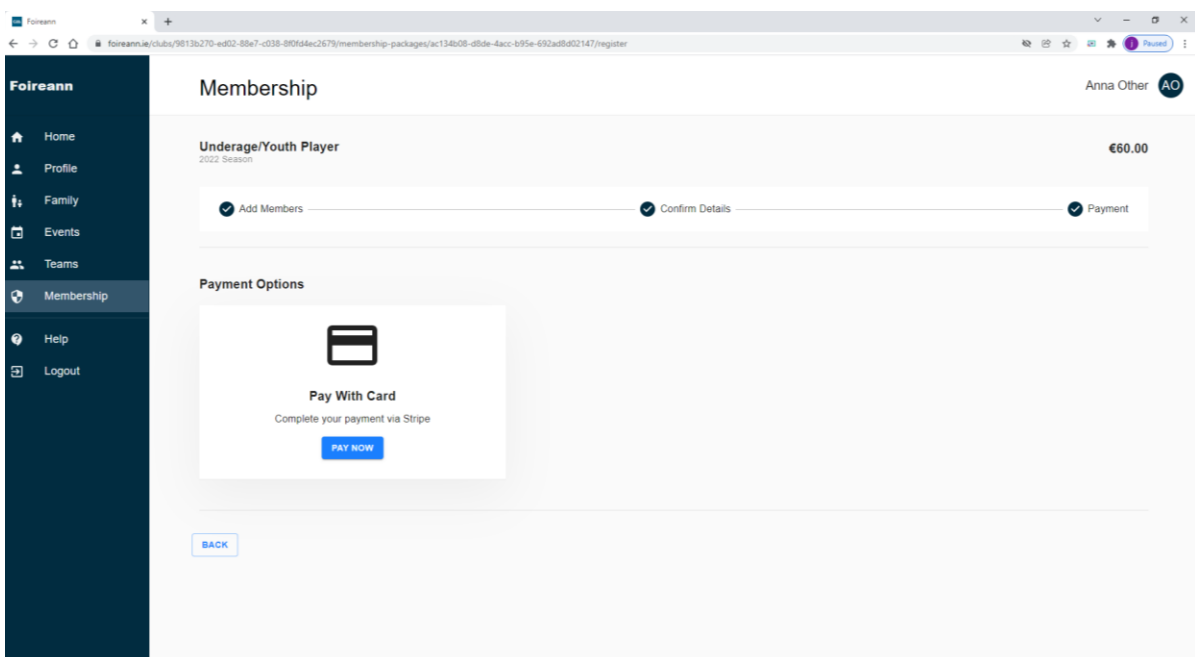 Foireann
foireann.ie/clubs/9813b270-ed02-88e7-c038-8f0fd4ec2679/membership-packages/ac134b08-d8de-4acc-b95e-692ad8d02147/register
Paused
Foireann
Membership
Anna Other AO
Home
Profile
Family
Events
Teams
Membership
Help
Logout
Underage/Youth Player
€60.00
2022 Season
Add Members
Confirm Details
Payment
Payment Options
Pay With Card
Complete your payment via Stripe
PAY NOW
BACK